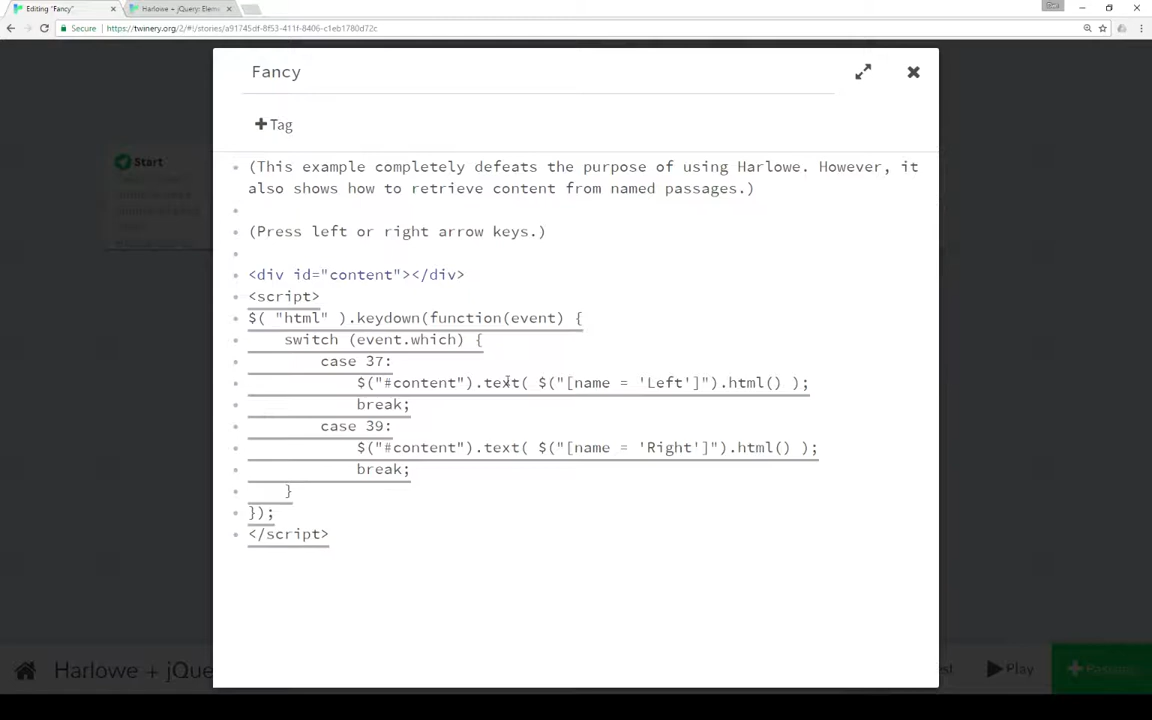 Editing "Fancy"
Harlowe + jQuery: Elem
Secure
https://twinery.org/2/#!/stories/a91745df-8f53-411f-8406-c1eb1780d72c
Fancy
+ Tag
Start
(This example completely defeats the purpose of using Harlowe. However, it
also shows how to retrieve content from named passages.)
(Press left or right arrow keys.)
<div id="content"></div>
<script>
$( "html" ).keydown(function(event) {
switch (event.which) {
case 37:
$("#content").text( $("[name = 'Left']").html() );
break;
case 39:
$("#content").text( $("[name = 'Right']").html() );
break;
}
});
</script>
Harlowe + jQue
Play